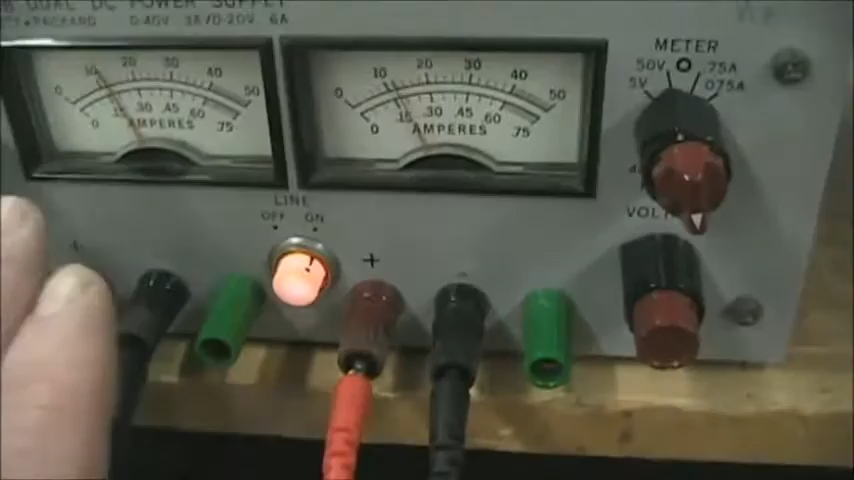 DUAL DC POWER SUPPLY
PACKARD 0-40V 3A/0-20V 6A
0 10 20 30 40 50
0 15 30 45 60 75
AMPERES
0 10 20 30 40 50
0 15 30 45 60 75
AMPERES
METER
50V .75A
5V .075A
LINE
OFF ON
+
+